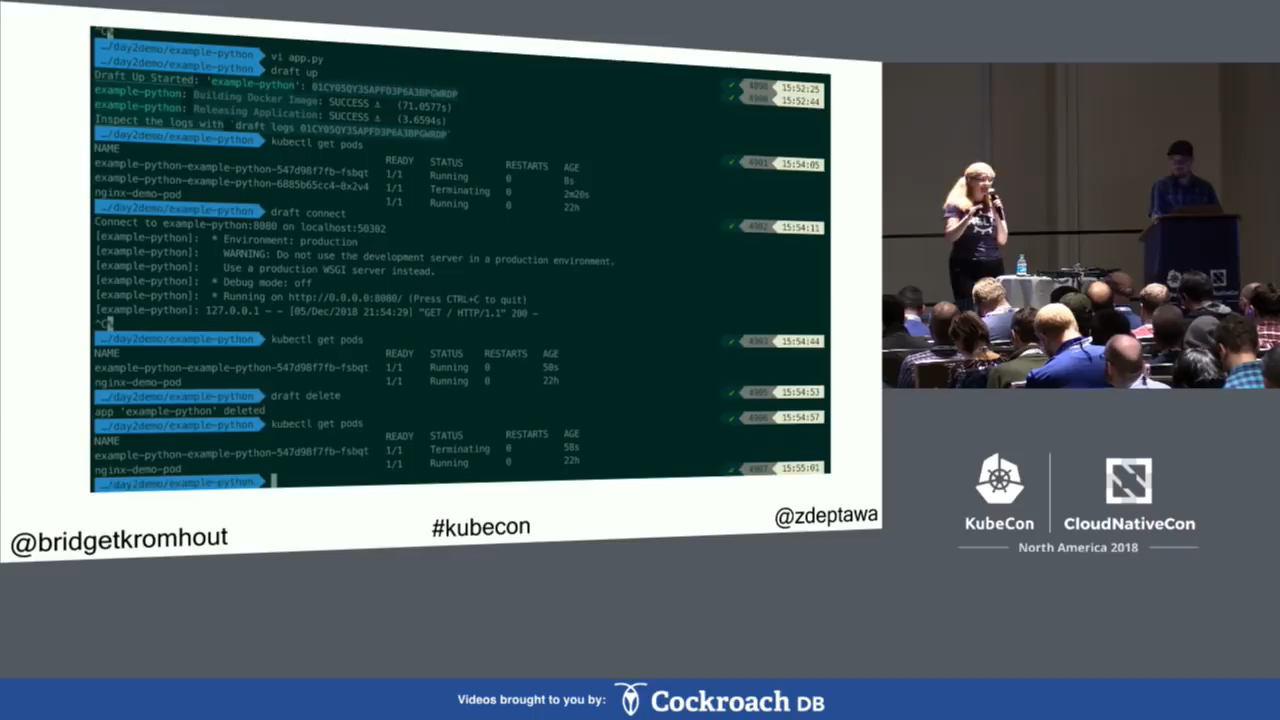 ^C
…/day2demo/example-python vi app.py
…/day2demo/example-python draft up ✓ 4898 15:52:25
Draft Up Started: 'example-python': 01CY05QY3SAPFD3P6A3BPGWRDP ✓ 4900 15:52:44
example-python: Building Docker Image: SUCCESS ⚓ (71.0577s)
example-python: Releasing Application: SUCCESS ⚓ (3.6594s)
Inspect the logs with `draft logs 01CY05QY3SAPFD3P6A3BPGWRDP`
…/day2demo/example-python kubectl get pods ✓ 4901 15:54:05
NAME READY STATUS RESTARTS AGE
example-python-example-python-547d98f7fb-fsbqt 1/1 Running 0 8s
example-python-example-python-6885b65cc4-8x2v4 1/1 Terminating 0 2m20s
nginx-demo-pod 1/1 Running 0 22h
…/day2demo/example-python draft connect ✓ 4902 15:54:11
Connect to example-python:8080 on localhost:50302
[example-python]: * Environment: production
[example-python]: WARNING: Do not use the development server in a production environment.
[example-python]: Use a production WSGI server instead.
[example-python]: * Debug mode: off
[example-python]: * Running on http://0.0.0.0:8080/ (Press CTRL+C to quit)
[example-python]: 127.0.0.1 - - [05/Dec/2018 21:54:29] "GET / HTTP/1.1" 200 -
^C
…/day2demo/example-python kubectl get pods ✓ 4903 15:54:44
NAME READY STATUS RESTARTS AGE
example-python-example-python-547d98f7fb-fsbqt 1/1 Running 0 50s
nginx-demo-pod 1/1 Running 0 22h
…/day2demo/example-python draft delete ✓ 4905 15:54:53
app 'example-python' deleted
…/day2demo/example-python kubectl get pods ✓ 4906 15:54:57
NAME READY STATUS RESTARTS AGE
example-python-example-python-547d98f7fb-fsbqt 1/1 Terminating 0 58s
nginx-demo-pod 1/1 Running 0 22h
…/day2demo/example-python ✓ 4907 15:55:01
@bridgetkromhout #kubecon @zdeptawa
KubeCon CloudNativeCon
North America 2018
Videos brought to you by: Cockroach DB